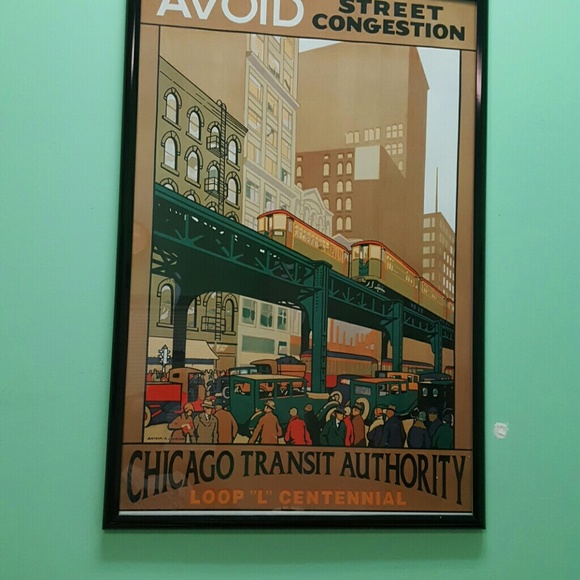 AVOID STREET
CONGESTION
CHICAGO TRANSIT AUTHORITY
LOOP "L" CENTENNIAL